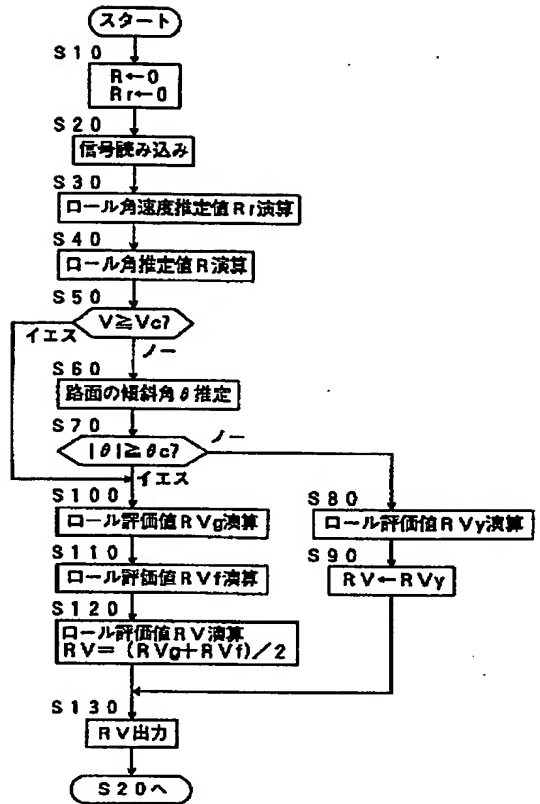 スタート
S10
R←0
Rr←0
S20
信号読み込み
S30
ロール角速度推定値Rr演算
S40
ロール角推定値R演算
S50
V≧Vc?
イエス
ノー
S60
路面の傾斜角θ推定
S70
|θ|≧θc?
ノー
イエス
S100
ロール評価値RVg演算
S80
ロール評価値RVy演算
S110
ロール評価値RVf演算
S90
RV←RVy
S120
ロール評価値RV演算
RV=(RVg+RVf)/2
S130
RV出力
S20へ